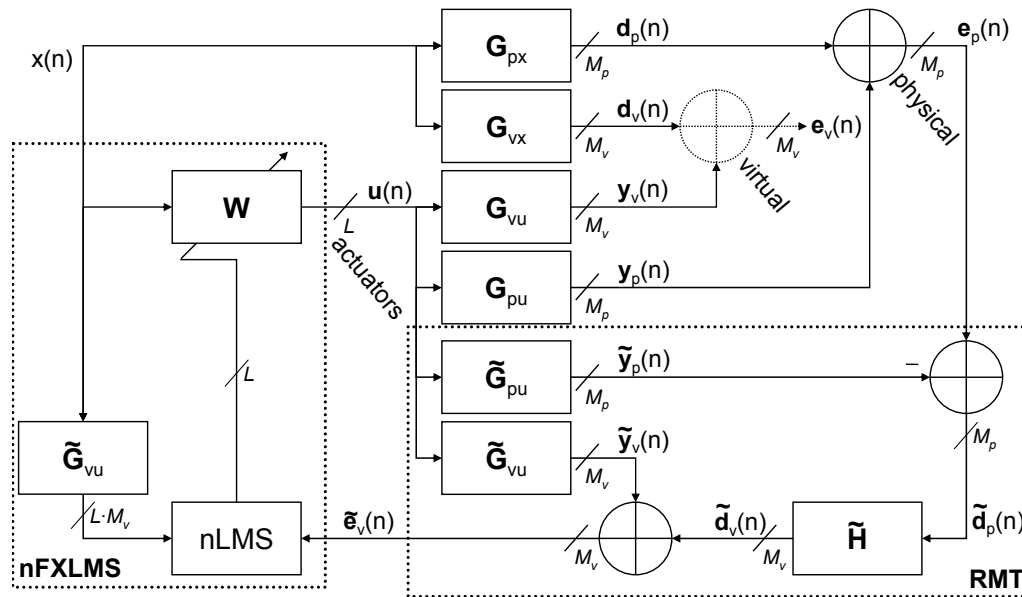 x(n)
G_px
d_p(n)
M_p
e_p(n)
M_p
physical
G_vx
d_v(n)
M_v
e_v(n)
M_v
virtual
W
u(n)
L
actuators
G_vu
y_v(n)
M_v
G_pu
y_p(n)
M_p
L
G̃_pu
ỹ_p(n)
M_p
–
M_p
G̃_vu
G̃_vu
ỹ_v(n)
M_v
L·M_v
nLMS
ẽ_v(n)
M_v
d̃_v(n)
M_v
H̃
d̃_p(n)
nFXLMS
RMT